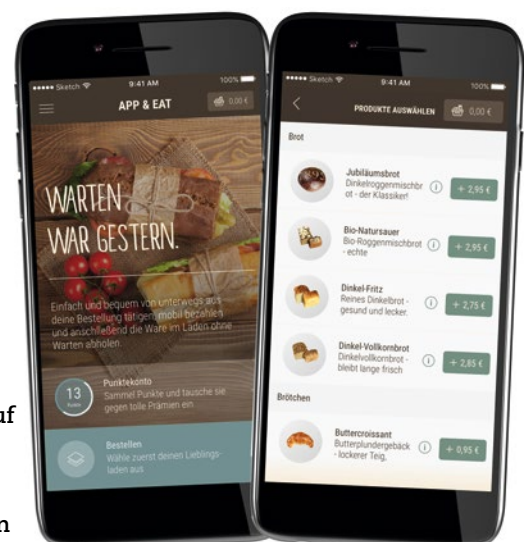 Sketch
9:41 AM
100%
APP & EAT
0,00 €
WARTEN
WAR GESTERN.
Einfach und bequem von unterwegs aus
deine Bestellung tätigen, mobil bezahlen
und anschließend die Ware im Laden ohne
Warten abholen.
13
Punktekonto
Sammel Punkte und tausche sie
gegen tolle Prämien ein.
Bestellen
Wähle zuerst deinen Lieblings-
laden aus
Sketch
9:41 AM
100%
PRODUKTE AUSWÄHLEN
0,00 €
Brot
Jubiläumsbrot
Dinkelroggenmischbr
ot - der Klassiker!
+ 2,95 €
Bio-Natursauer
Bio-Roggenmischbrot
- echte
+ 2,95 €
Dinkel-Fritz
Reines Dinkelbrot -
gesund und lecker.
+ 2,75 €
Dinkel-Vollkornbrot
Dinkelvollkornbrot -
bleibt lange frisch
+ 2,85 €
Brötchen
Buttercroissant
Butterplundergebäck
- lockerer Teig,
+ 0,95 €
uf
n